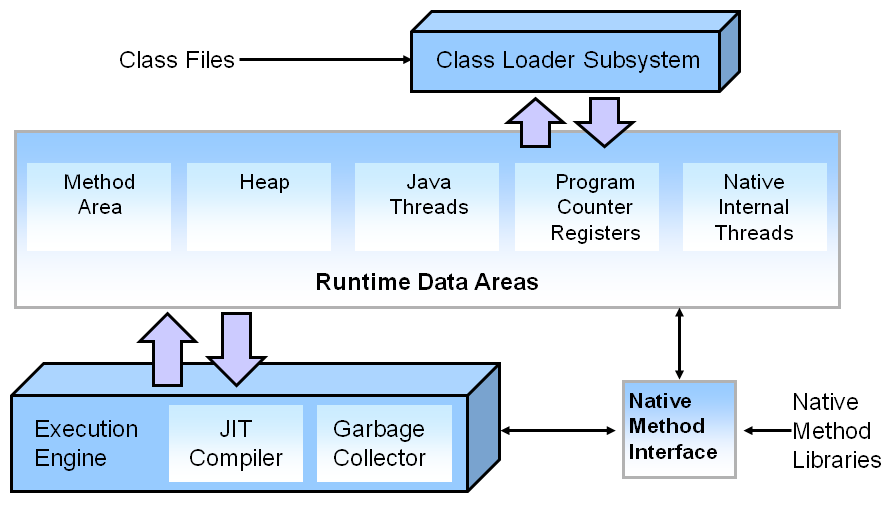 Class Files
Class Loader Subsystem
Method
Area
Heap
Java
Threads
Program
Counter
Registers
Native
Internal
Threads
Runtime Data Areas
Execution
Engine
JIT
Compiler
Garbage
Collector
Native
Method
Interface
Native
Method
Libraries